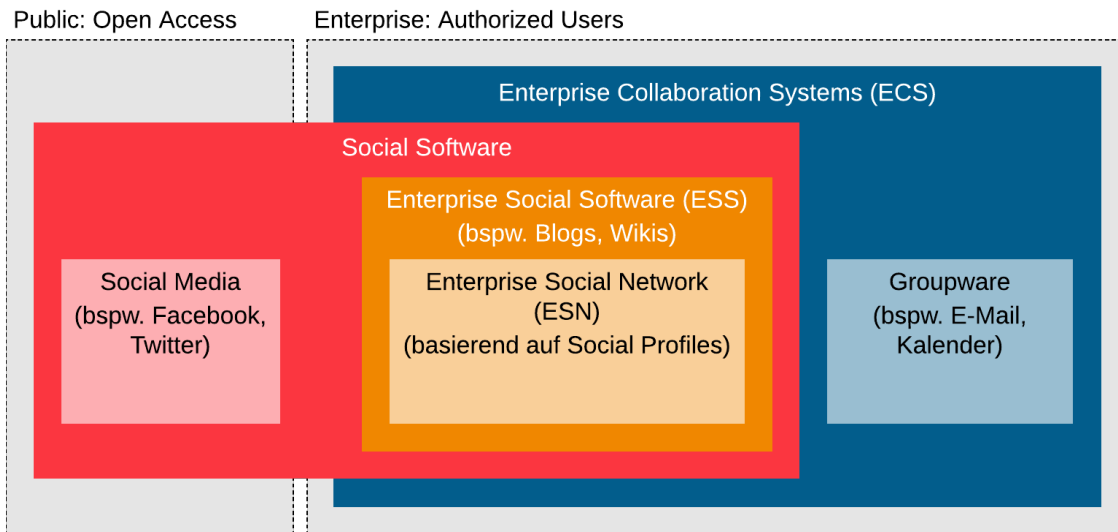 Public: Open Access
Enterprise: Authorized Users
Enterprise Collaboration Systems (ECS)
Social Software
Enterprise Social Software (ESS)
(bspw. Blogs, Wikis)
Social Media
(bspw. Facebook,
Twitter)
Enterprise Social Network
(ESN)
(basierend auf Social Profiles)
Groupware
(bspw. E-Mail,
Kalender)